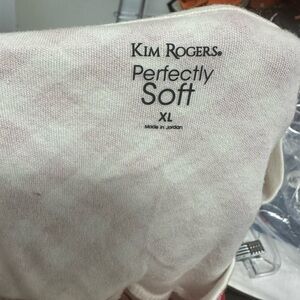 KIM ROGERS®
Perfectly
Soft
XL
Made in Jordan